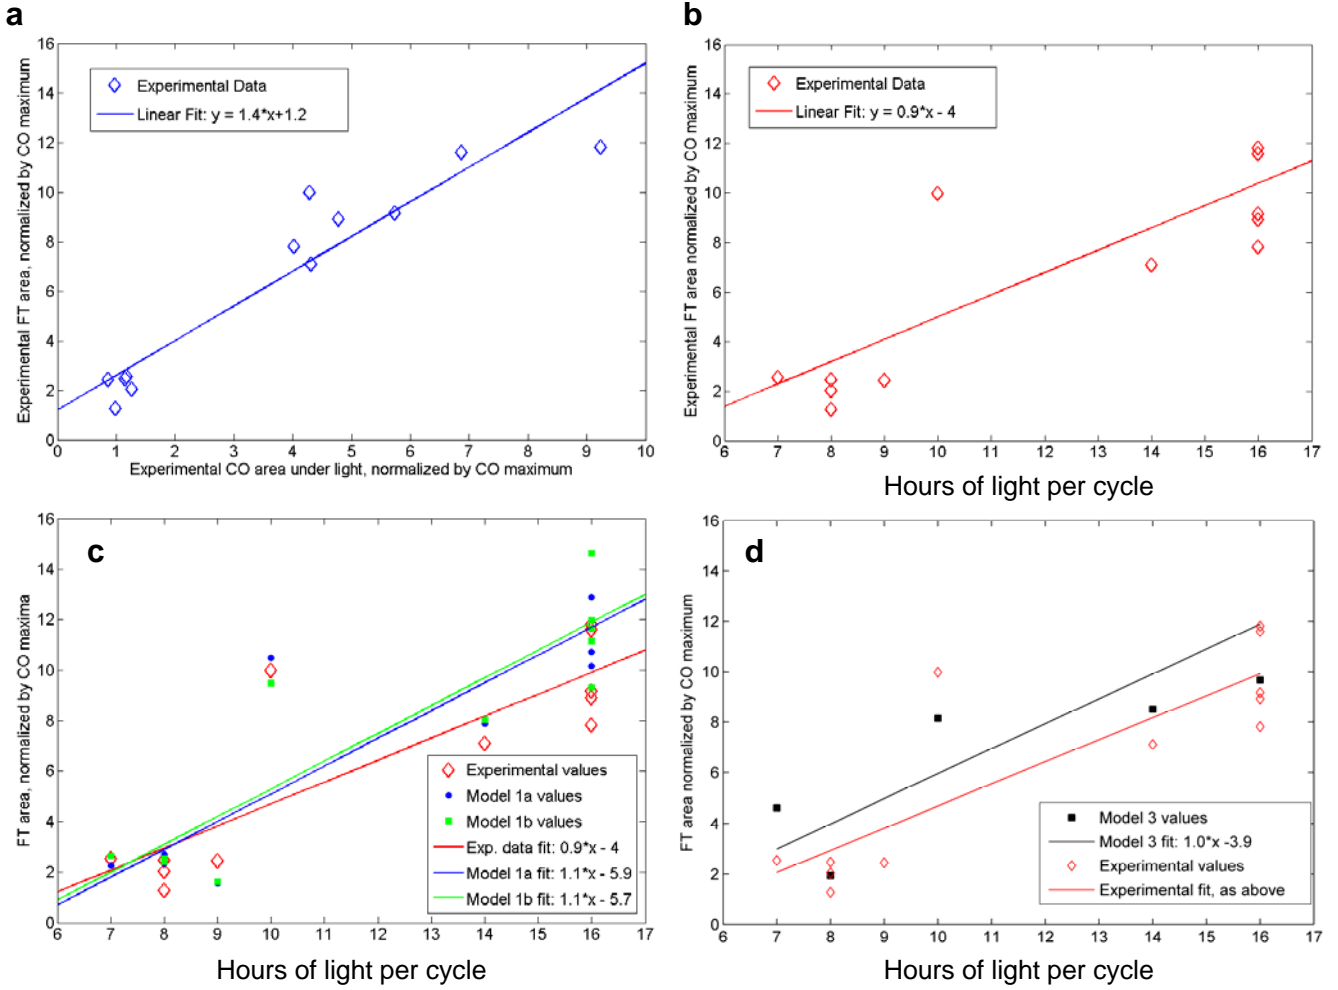 a
Experimental FT area, normalized by CO maximum
16
14
12
10
8
6
4
2
0
Experimental Data
Linear Fit: y = 1.4*x+1.2
0 1 2 3 4 5 6 7 8 9 10
Experimental CO area under light, normalized by CO maximum
b
Experimental FT area normalized by CO maximum
16
14
12
10
8
6
4
2
0
Experimental Data
Linear Fit: y = 0.9*x - 4
6 7 8 9 10 11 12 13 14 15 16 17
Hours of light per cycle
c
FT area, normalized by CO maxima
16
14
12
10
8
6
4
2
0
Experimental values
Model 1a values
Model 1b values
Exp. data fit: 0.9*x - 4
Model 1a fit: 1.1*x - 5.9
Model 1b fit: 1.1*x - 5.7
6 7 8 9 10 11 12 13 14 15 16 17
Hours of light per cycle
d
FT area normalized by CO maximum
16
14
12
10
8
6
4
2
0
Model 3 values
Model 3 fit: 1.0*x -3.9
Experimental values
Experimental fit, as above
6 7 8 9 10 11 12 13 14 15 16 17
Hours of light per cycle